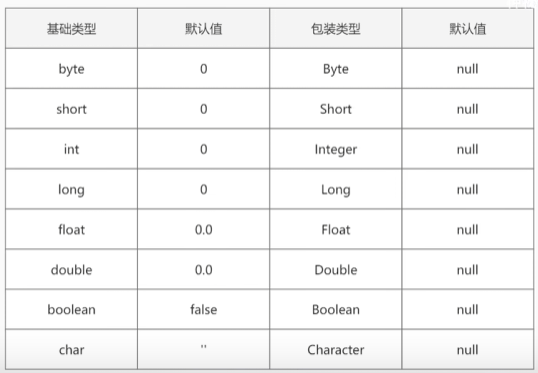 基础类型 默认值 包装类型 默认值
byte 0 Byte null
short 0 Short null
int 0 Integer null
long 0 Long null
float 0.0 Float null
double 0.0 Double null
boolean false Boolean null
char '' Character null